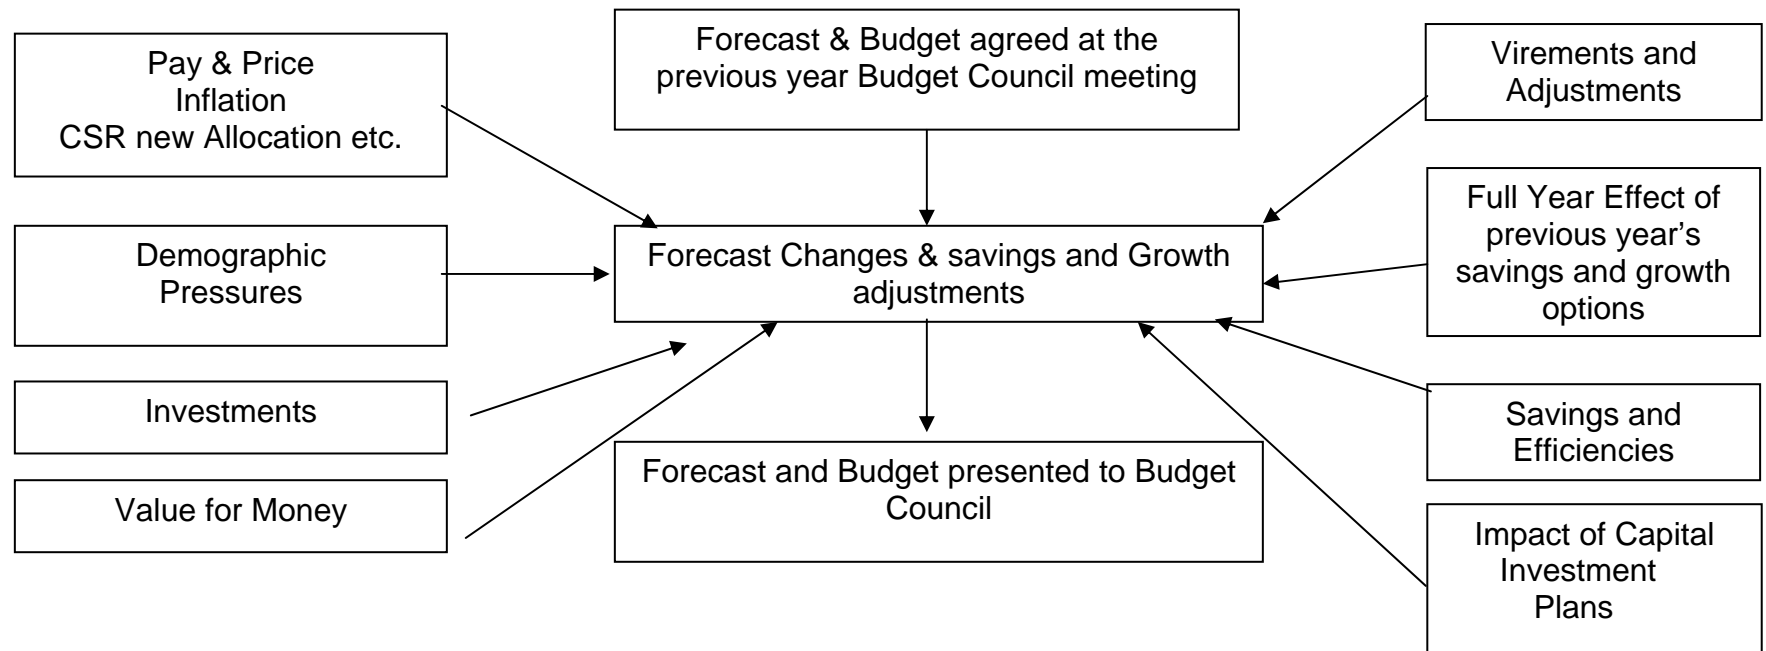 Pay & Price
Inflation
CSR new Allocation etc.
Forecast & Budget agreed at the
previous year Budget Council meeting
Virements and
Adjustments
Demographic
Pressures
Forecast Changes & savings and Growth
adjustments
Full Year Effect of
previous year’s
savings and growth
options
Investments
Value for Money
Forecast and Budget presented to Budget
Council
Savings and
Efficiencies
Impact of Capital
Investment
Plans